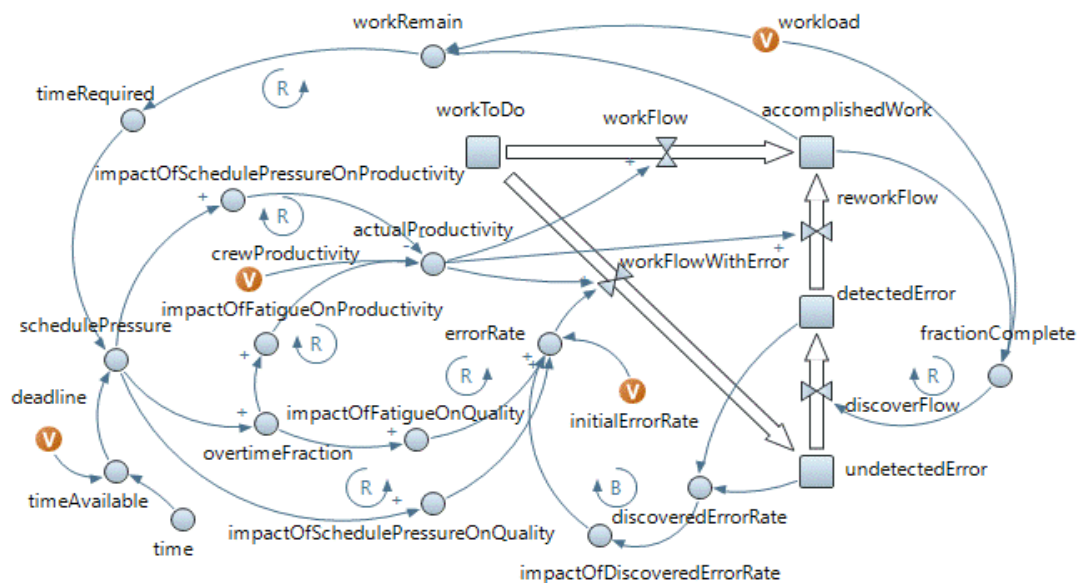 workRemain
workload
V
R
timeRequired
workToDo
workFlow
accomplishedWork
impactOfSchedulePressureOnProductivity
+
+
R
reworkFlow
actualProductivity
-
crewProductivity
+
V
workFlowWithError
+
impactOfFatigueOnProductivity
detectedError
schedulePressure
errorRate
fractionComplete
R
+
+
+
R
R
deadline
V
impactOfFatigueOnQuality
initialErrorRate
discoverFlow
V
+
+
overtimeFraction
undetectedError
timeAvailable
R
+
B
discoveredErrorRate
time
impactOfSchedulePressureOnQuality
impactOfDiscoveredErrorRate